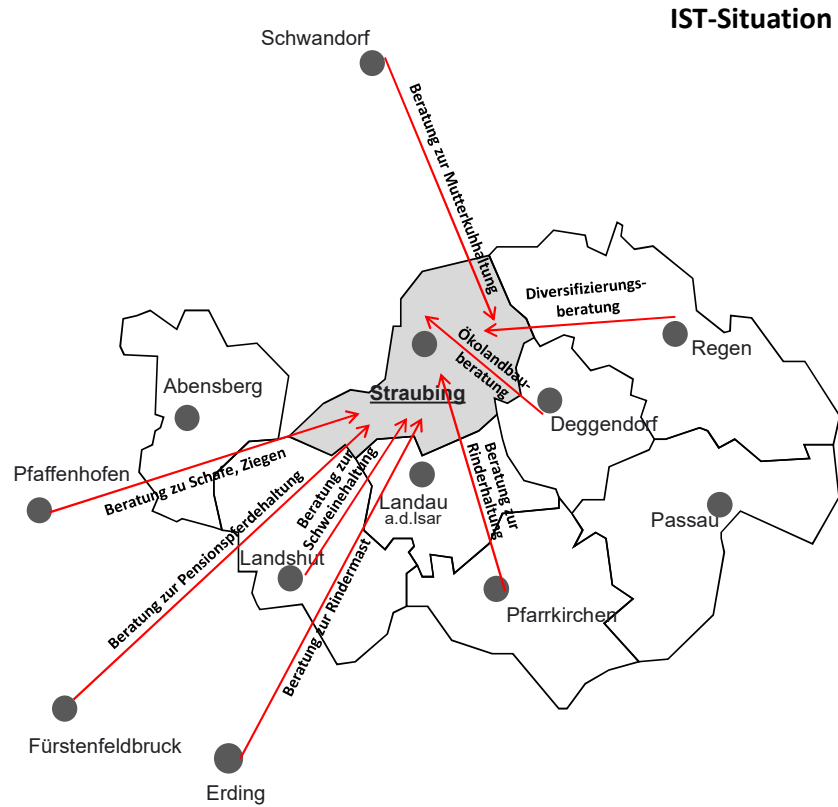 IST-Situation
Schwandorf
Beratung zur Mutterkuhhaltung
Diversifizierungs-
beratung
Regen
Ökolandbau-
beratung
Straubing
Abensberg
Deggendorf
Pfaffenhofen
Beratung zu Schafe, Ziegen
Beratung zur Pensionspferdehaltung
Beratung zur
Schweinehaltung
Landau
a.d.Isar
Beratung zur
Rinderhaltung
Passau
Landshut
Beratung zur Rindermast
Pfarrkirchen
Fürstenfeldbruck
Erding